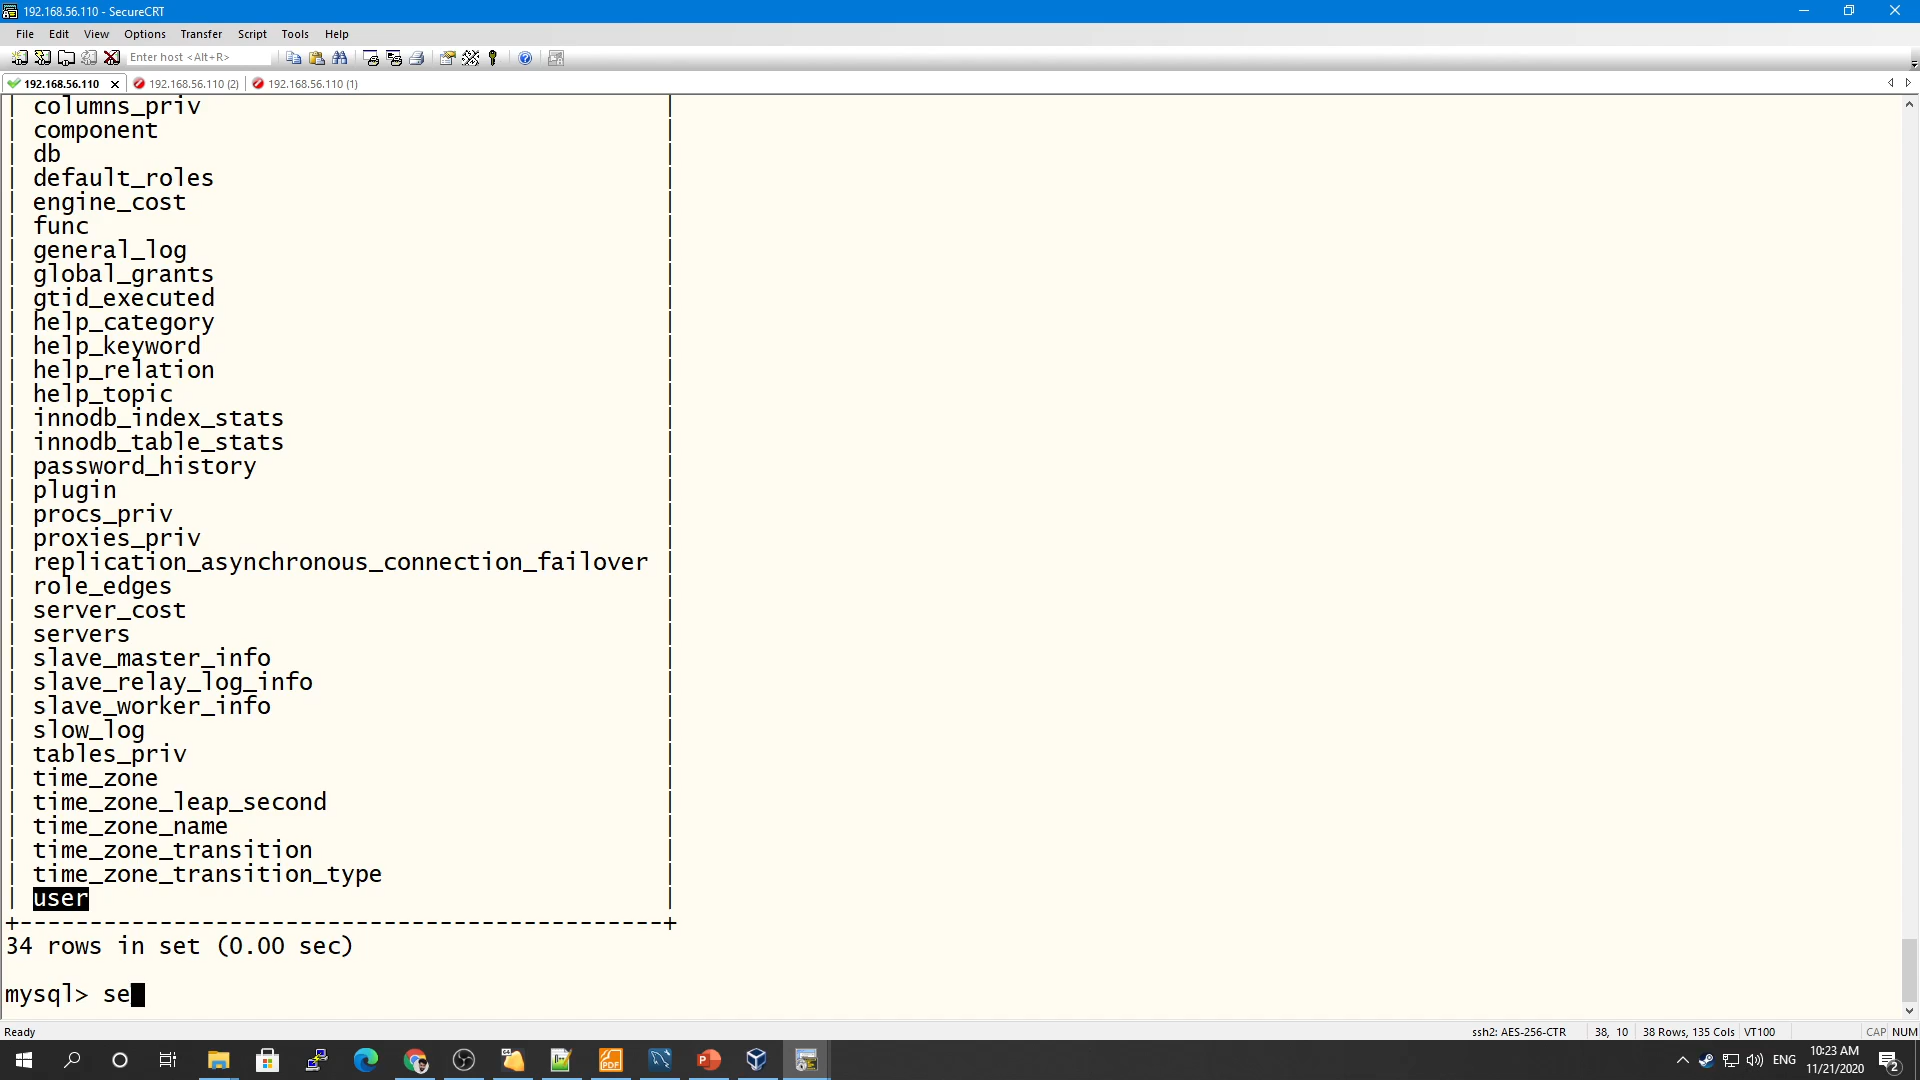 192.168.56.110 - SecureCRT
File Edit View Options Transfer Script Tools Help
Enter host <Alt+R>
192.168.56.110 192.168.56.110 (2) 192.168.56.110 (1)
| columns_priv |
| component |
| db |
| default_roles |
| engine_cost |
| func |
| general_log |
| global_grants |
| gtid_executed |
| help_category |
| help_keyword |
| help_relation |
| help_topic |
| innodb_index_stats |
| innodb_table_stats |
| password_history |
| plugin |
| procs_priv |
| proxies_priv |
| replication_asynchronous_connection_failover |
| role_edges |
| server_cost |
| servers |
| slave_master_info |
| slave_relay_log_info |
| slave_worker_info |
| slow_log |
| tables_priv |
| time_zone |
| time_zone_leap_second |
| time_zone_name |
| time_zone_transition |
| time_zone_transition_type |
| user |
+-----------------------------------------------+
34 rows in set (0.00 sec)
mysql> se
Ready ssh2: AES-256-CTR 38, 10 38 Rows, 135 Cols VT100 CAP NUM
ENG 10:23 AM
11/21/2020 2